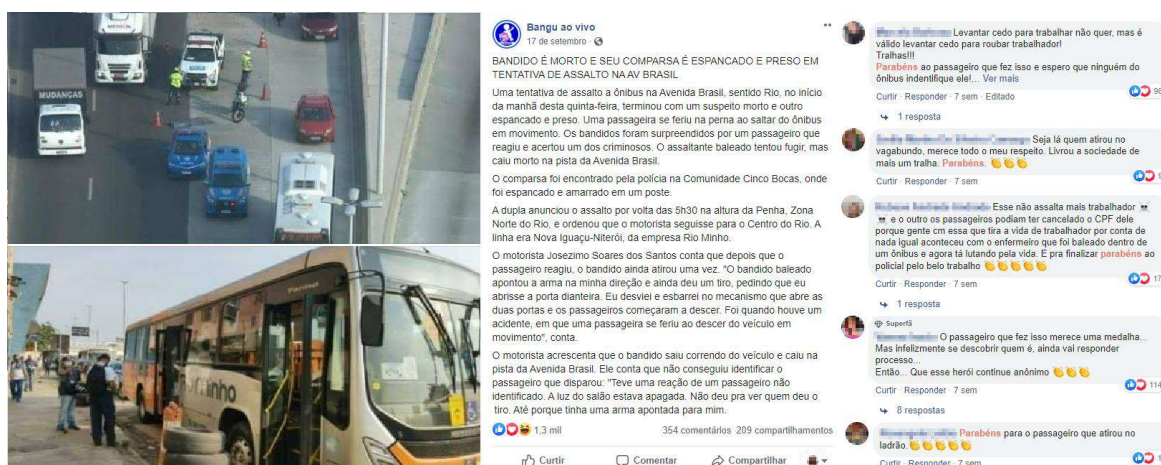 MUDANÇAS
Bangu ao vivo
17 de setembro ·
BANDIDO É MORTO E SEU COMPARSA É ESPANCADO E PRESO EM
TENTATIVA DE ASSALTO NA AV BRASIL
Uma tentativa de assalto a ônibus na Avenida Brasil, sentido Rio, no início
da manhã desta quinta-feira, terminou com um suspeito morto e outro
espancado e preso. Uma passageira se feriu na perna ao saltar do ônibus
em movimento. Os bandidos foram surpreendidos por um passageiro que
reagiu e acertou um dos criminosos. O assaltante baleado tentou fugir, mas
caiu morto na pista da Avenida Brasil.
O comparsa foi encontrado pela polícia na Comunidade Cinco Bocas, onde
foi espancado e amarrado em um poste.
A dupla anunciou o assalto por volta das 5h30 na altura da Penha, Zona
Norte do Rio, e ordenou que o motorista seguisse para o Centro do Rio. A
linha era Nova Iguaçu-Niterói, da empresa Rio Minho.
O motorista Josezimo Soares dos Santos conta que depois que o
passageiro reagiu, o bandido ainda atirou uma vez. "O bandido baleado
apontou a arma na minha direção e ainda deu um tiro, pedindo que eu
abrisse a porta dianteira. Eu desviei e esbarrei no mecanismo que abre as
duas portas e os passageiros começaram a descer. Foi quando houve um
acidente, em que uma passageira se feriu ao descer do veículo em
movimento", conta.
O motorista acrescenta que o bandido saiu correndo do veículo e caiu na
pista da Avenida Brasil. Ele conta que não conseguiu identificar o
passageiro que disparou: "Teve uma reação de um passageiro não
identificado. A luz do salão estava apagada. Não deu pra ver quem deu o
tiro. Até porque tinha uma arma apontada para mim.
1,3 mil 354 comentários 209 compartilhamentos
Curtir Comentar Compartilhar
Levantar cedo para trabalhar não quer, mas é
válido levantar cedo para roubar trabalhador!
Tralhas!!!
Parabéns ao passageiro que fez isso e espero que ninguém do
ônibus indentifique ele!... Ver mais
Curtir · Responder · 7 sem · Editado
1 resposta
Seja lá quem atirou no
vagabundo, merece todo o meu respeito. Livrou a sociedade de
mais um tralha. Parabéns. 👏👏👏
Curtir · Responder · 7 sem
Esse não assalta mais trabalhador ☠
☠ e o outro os passageiros podiam ter cancelado o CPF dele
porque gente cm essa que tira a vida de trabalhador por conta de
nada igual aconteceu com o enfermeiro que foi baleado dentro de
um ônibus e agora tá lutando pela vida. E pra finalizar parabéns ao
policial pelo belo trabalho 👏👏👏👏👏
Curtir · Responder · 7 sem
1 resposta
Superfã
O passageiro que fez isso merece uma medalha...
Mas infelizmente se descobrir quem é, ainda vai responder
processo...
Então... Que esse herói continue anônimo 👏👏👏
Curtir · Responder · 7 sem
114
8 respostas
Parabéns para o passageiro que atirou no
ladrão.👏👏👏👏👏
Curtir · Responder · 7 sem